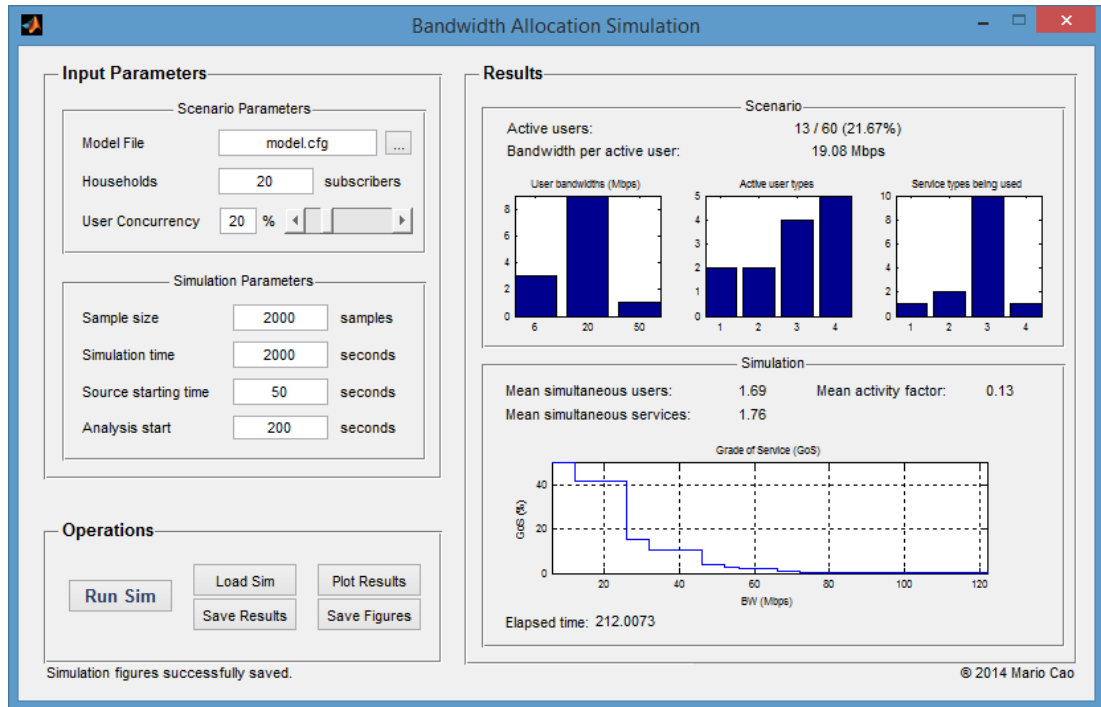 Bandwidth Allocation Simulation
Input Parameters
Scenario Parameters
Model File model.cfg ...
Households 20 subscribers
User Concurrency 20 %
Simulation Parameters
Sample size 2000 samples
Simulation time 2000 seconds
Source starting time 50 seconds
Analysis start 200 seconds
Operations
Run Sim
Load Sim Plot Results
Save Results Save Figures
Simulation figures successfully saved.
Results
Scenario
Active users: 13 / 60 (21.67%)
Bandwidth per active user: 19.08 Mbps
User bandwidths (Mbps)
8
6
4
2
0
6 20 50
Active user types
5
4
3
2
1
0
1 2 3 4
Service types being used
10
8
6
4
2
0
1 2 3 4
Simulation
Mean simultaneous users: 1.69 Mean activity factor: 0.13
Mean simultaneous services: 1.76
Grade of Service (GoS)
GoS (%)
40
20
0
20 40 60 80 100 120
BW (Mbps)
Elapsed time: 212.0073
® 2014 Mario Cao